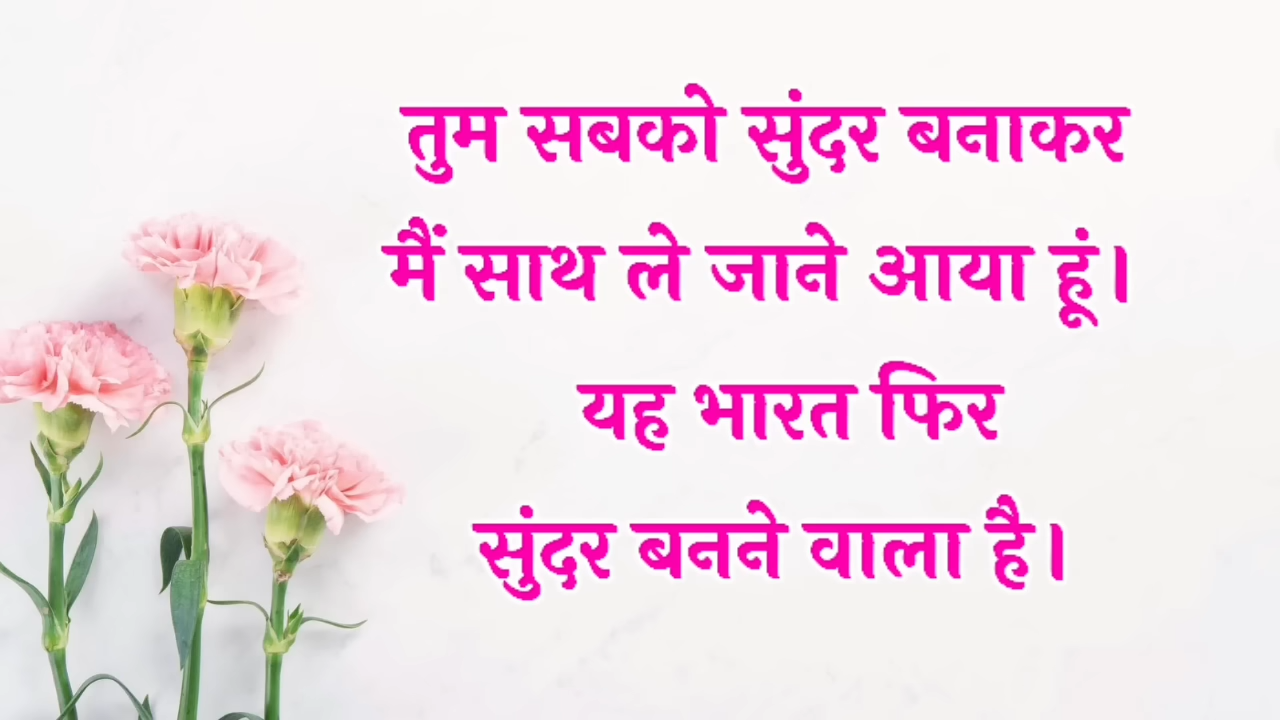 तुम सबको सुंदर बनाकर
मैं साथ ले जाने आया हूं।
यह भारत फिर
सुंदर बनने वाला है।